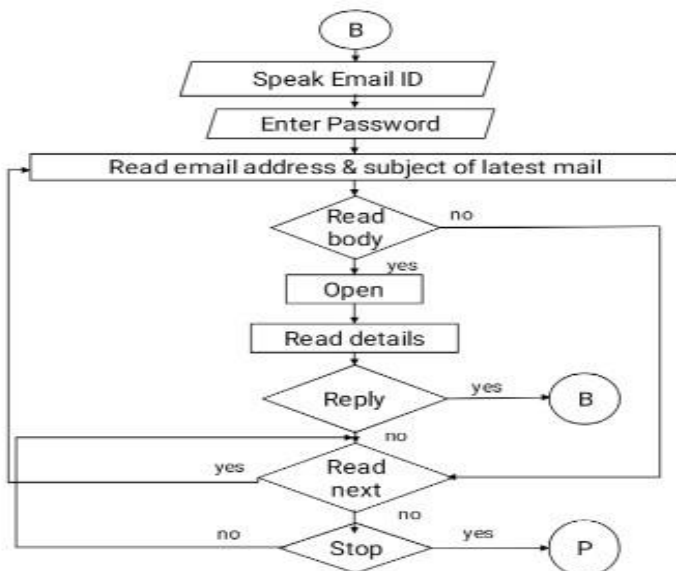 B
Speak Email ID
Enter Password
Read email address & subject of latest mail
Read
body
no
yes
Open
Read details
Reply
yes
B
no
yes
Read
next
no
no
Stop
yes
P